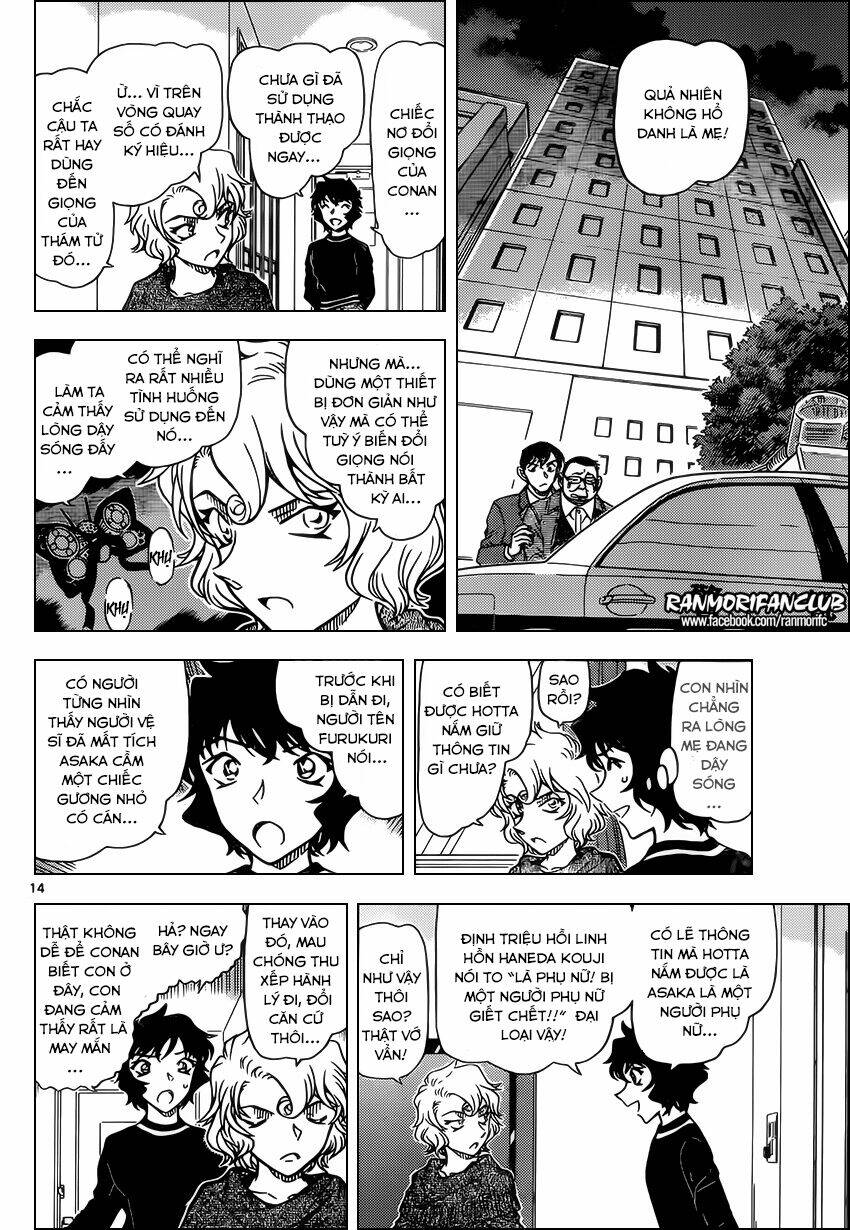 QUẢ NHIÊN
KHÔNG HỔ
DANH LÀ MẸ!
CHIẾC
NƠ ĐỔI
GIỌNG
CỦA
CONAN
...
CHƯA GÌ ĐÃ
SỬ DỤNG
THÀNH THẠO
ĐƯỢC
NGAY...
Ừ... VÌ TRÊN
VÒNG QUAY
SỐ CÓ ĐÁNH
KÝ HIỆU...
CHẮC
CẬU TA
RẤT HAY
DÙNG
ĐẾN
GIỌNG
CỦA
THÁM TỬ
ĐÓ...
NHƯNG MÀ...
DÙNG MỘT THIẾT
BỊ ĐƠN GIẢN NHƯ
VẬY MÀ CÓ THỂ
TUỲ Ý BIẾN ĐỔI
GIỌNG NÓI
THÀNH BẤT
KỲ AI...
CÓ THỂ NGHĨ
RA RẤT NHIỀU
TÌNH HUỐNG
SỬ DỤNG ĐẾN
NÓ...
LÀM TA
CẢM THẤY
LÒNG DẬY
SÓNG ĐẤY
...
KHU
KHU
RANMORIFANCLUB
www.facebook.com/ranmorifc
CON NHÌN
CHẲNG
RA LÒNG
MẸ ĐANG
DẬY
SÓNG
...
SAO
RỒI?
CÓ BIẾT
ĐƯỢC HOTTA
NẮM GIỮ
THÔNG TIN
GÌ CHƯA?
TRƯỚC KHI
BỊ DẪN ĐI,
NGƯỜI TÊN
FURUKURI
NÓI...
CÓ NGƯỜI
TỪNG NHÌN
THẤY NGƯỜI VỆ
SĨ ĐÃ MẤT TÍCH
ASAKA CẦM
MỘT CHIẾC
GƯƠNG NHỎ
CÓ CÁN...
14
CÓ LẼ THÔNG
TIN MÀ HOTTA
NẮM ĐƯỢC LÀ
ASAKA LÀ MỘT
NGƯỜI PHỤ
NỮ...
ĐỊNH TRIỆU HỒI LINH
HỒN HANEDA KOUJI
NÓI TO "LÀ PHỤ NỮ! BỊ
MỘT NGƯỜI PHỤ NỮ
GIẾT CHẾT!!" ĐẠI
LOẠI VẬY!
CHỈ
NHƯ VẬY
THÔI
SAO?
THẬT VỚ
VẨN!
THAY VÀO
ĐÓ, MAU
CHÓNG THU
XẾP HÀNH
LÝ ĐI, ĐỔI
CĂN CỨ
THÔI...
HẢ? NGAY
BÂY GIỜ Ư?
THẬT KHÔNG
DỄ ĐỂ CONAN
BIẾT CON Ở
ĐÂY, CON
ĐANG CẢM
THẤY RẤT LÀ
MAY MẮN
...